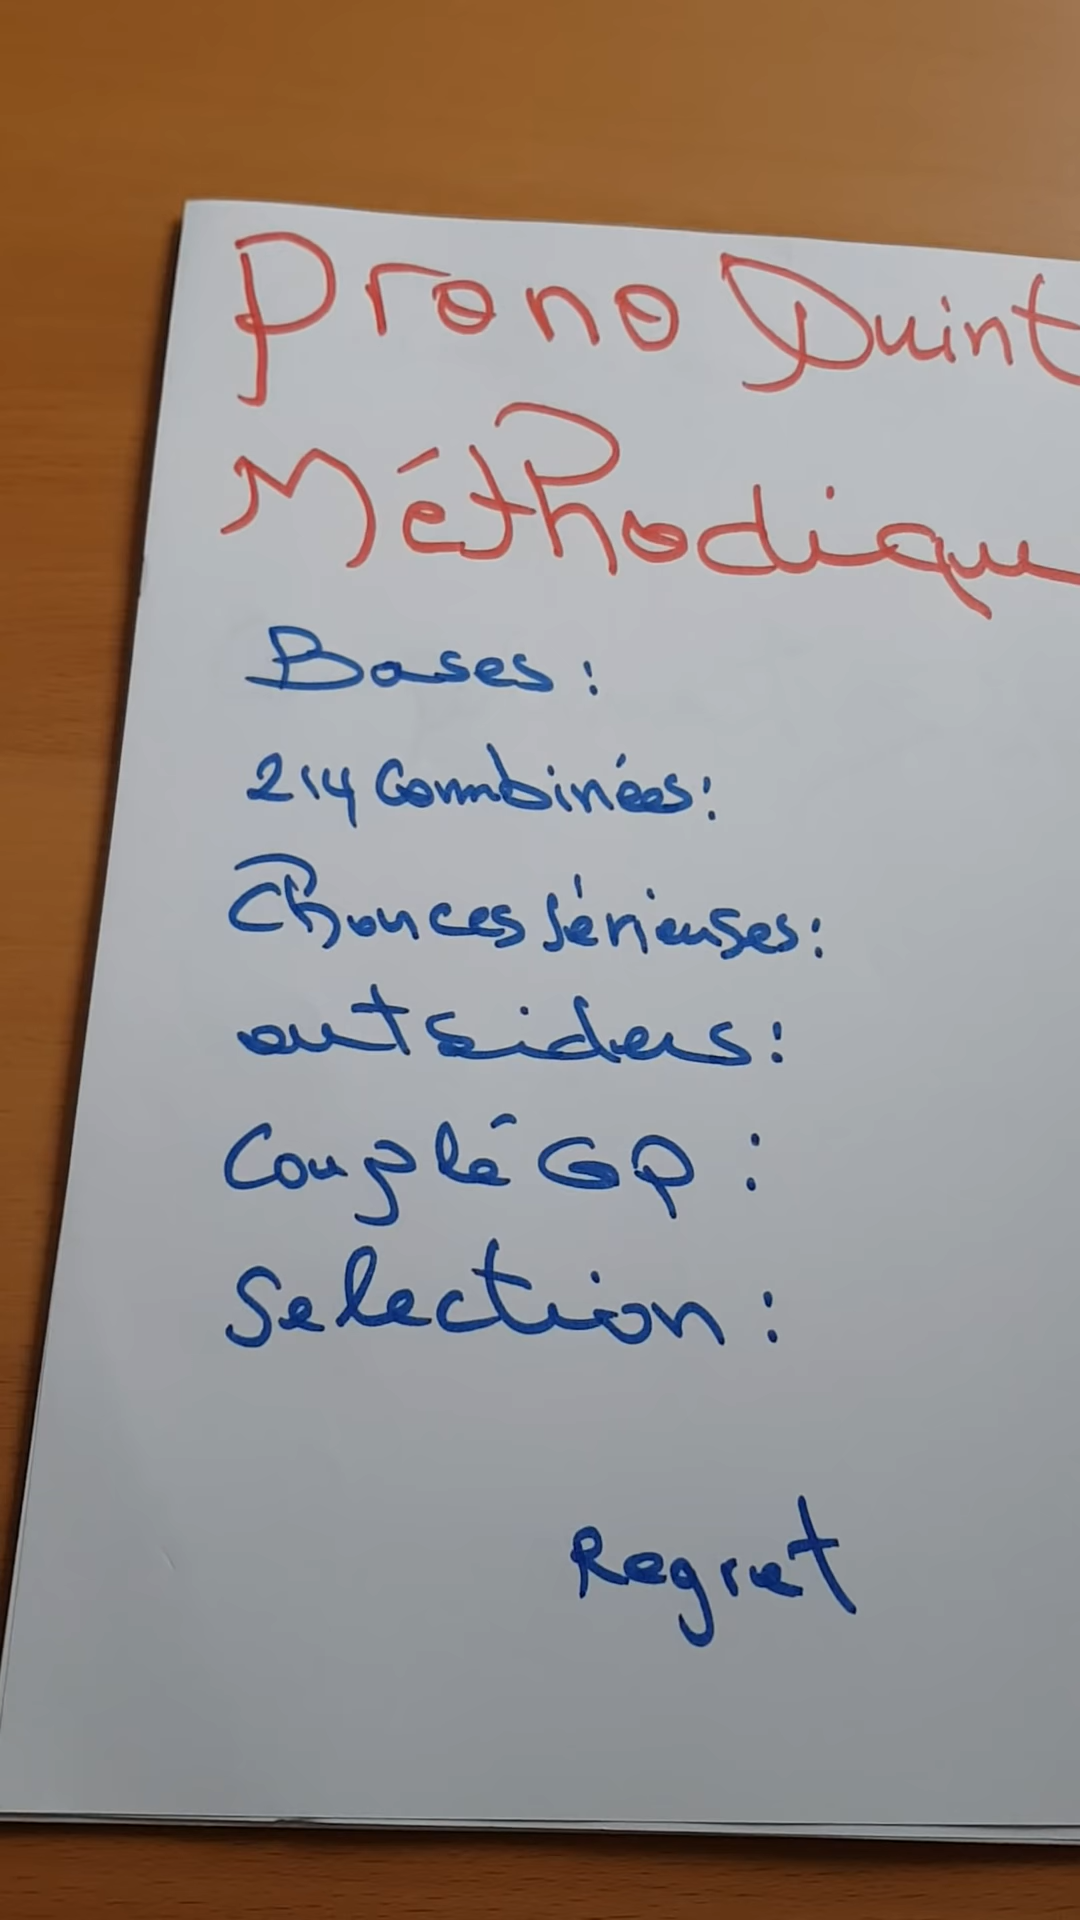 Prono Quint
Méthodique
Bases :
2/4 Combinées :
Chances Sérieuses :
outsiders :
Couplé GP :
Selection :
Regret